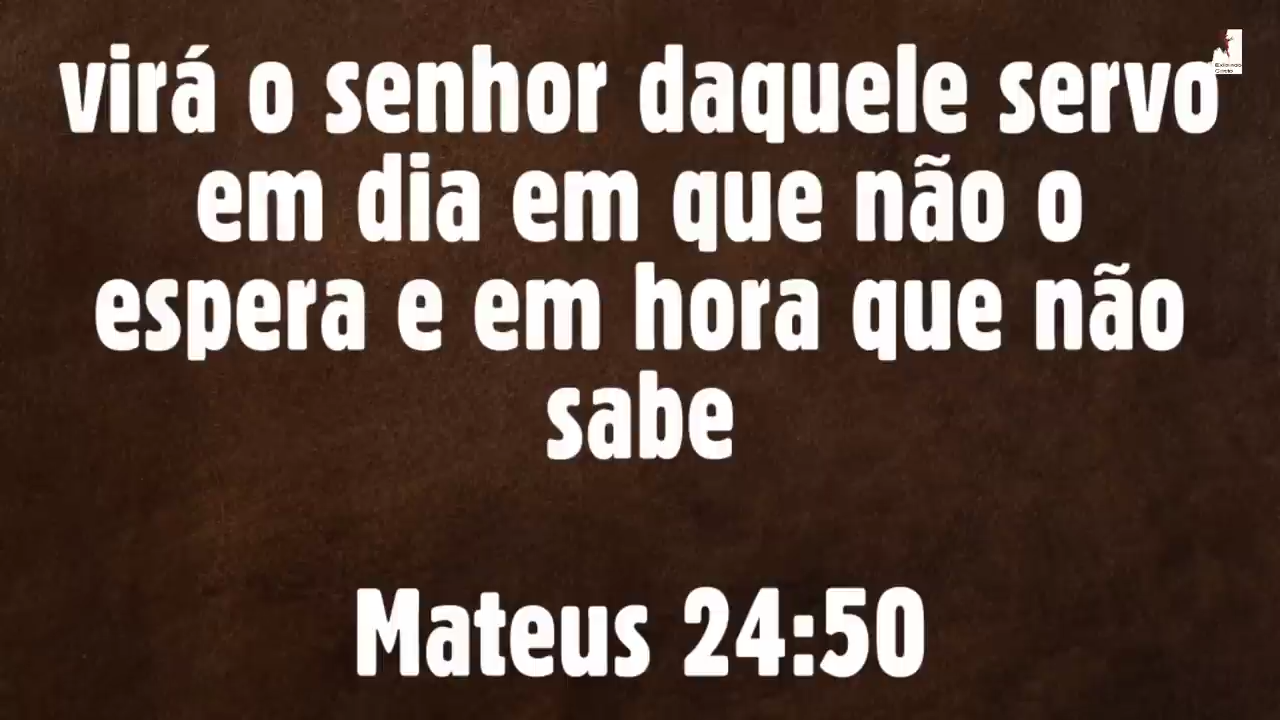 virá o senhor daquele servo
em dia em que não o
espera e em hora que não
sabe
Mateus 24:50